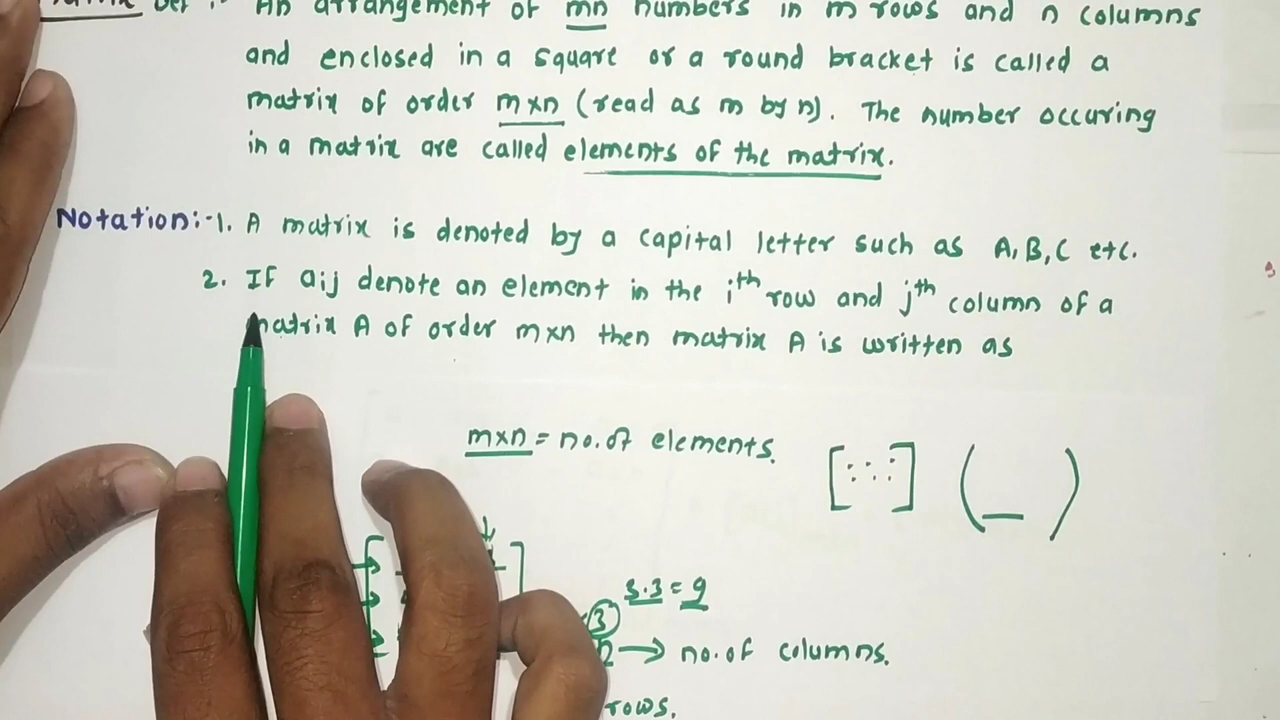 Def :- An arrangement of mn numbers in m rows and n columns
and enclosed in a square or a round bracket is called a
matrix of order m×n (read as m by n). The number occuring
in a matrix are called elements of the matrix.
Notation:-1. A matrix is denoted by a capital letter such as A,B,C etc.
2. If aij denote an element in the ith row and jth column of a
matrix A of order m×n then matrix A is written as
m×n = no.of elements.
3.3 = 9
3
n → no.of columns.
rows.